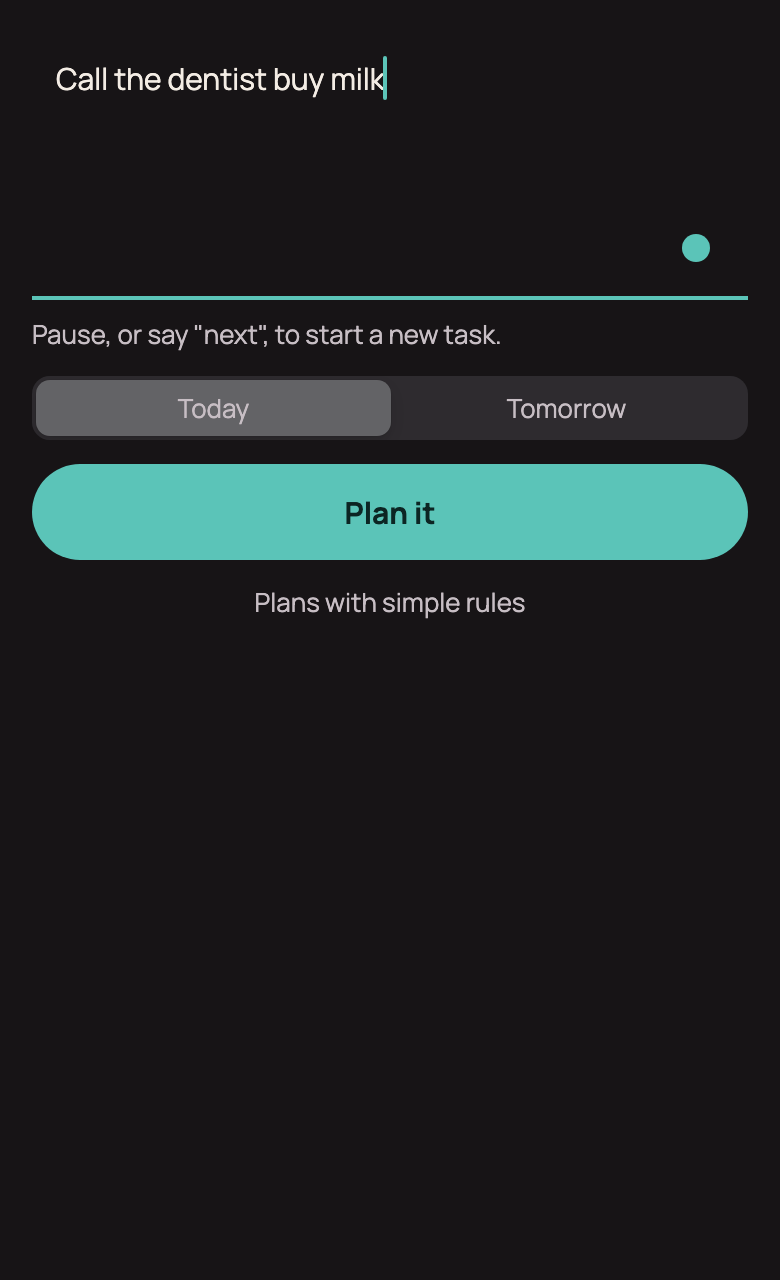 Call the dentist buy milk
Pause, or say "next", to start a new task.
Today
Tomorrow
Plan it
Plans with simple rules